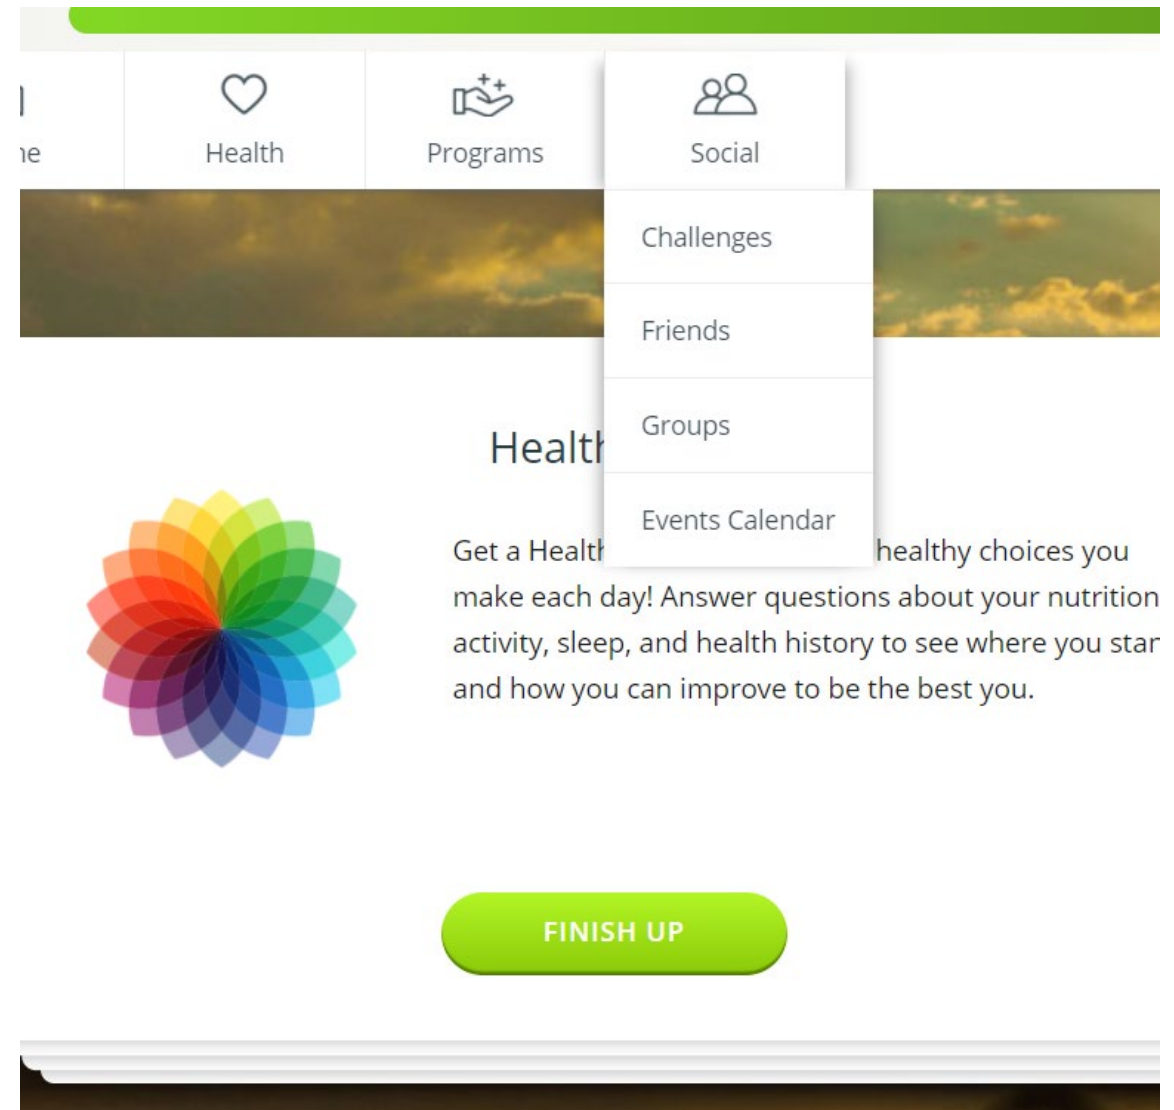 Health
Programs
Social
Challenges
Friends
Groups
Events Calendar
Get a Health healthy choices you
make each day! Answer questions about your nutrition
activity, sleep, and health history to see where you
and how you can improve to be the best you.
FINISH UP